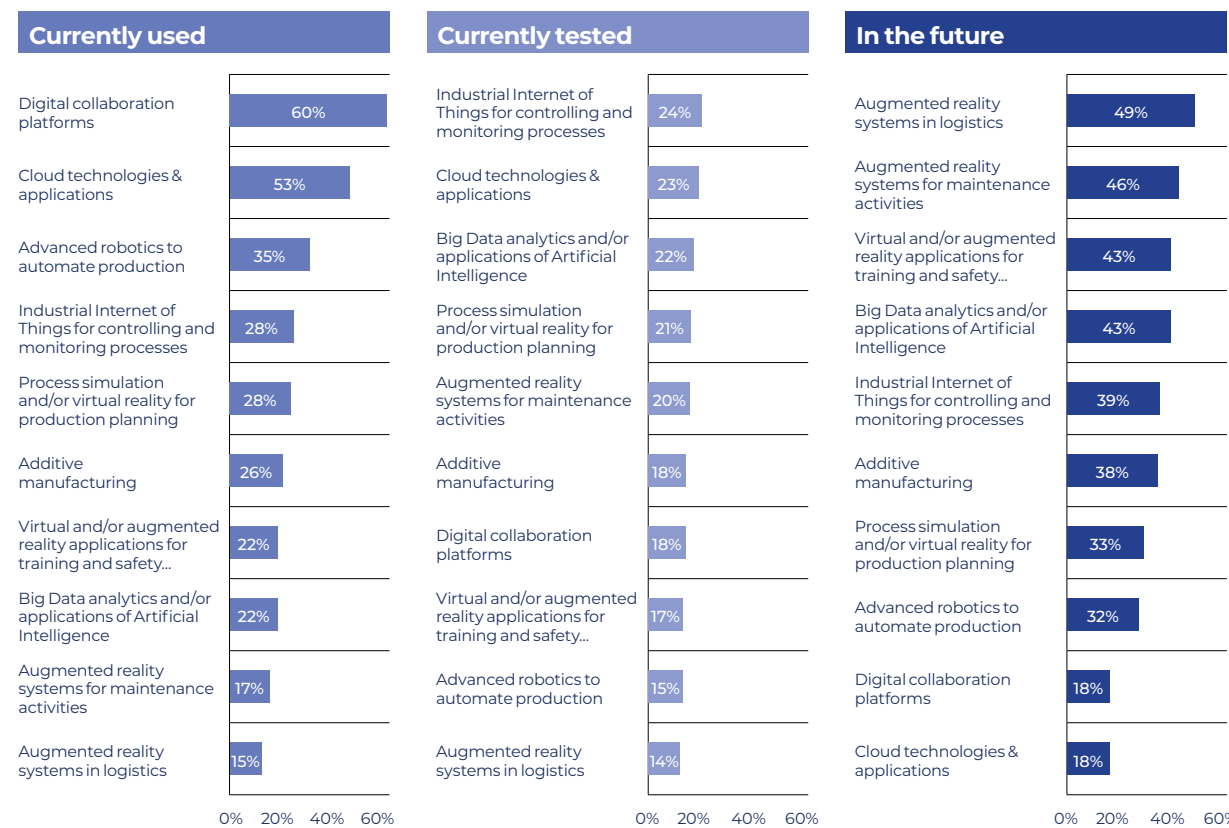 Currently used
Digital collaboration
platforms
60%
Cloud technologies &
applications
53%
Advanced robotics to
automate production
35%
Industrial Internet of
Things for controlling and
monitoring processes
28%
Process simulation
and/or virtual reality for
production planning
28%
Additive
manufacturing
26%
Virtual and/or augmented
reality applications for
training and safety...
22%
Big Data analytics and/or
applications of Artificial
Intelligence
22%
Augmented reality
systems for maintenance
activities
17%
Augmented reality
systems in logistics
15%
0% 20% 40% 60%
Currently tested
Industrial Internet of
Things for controlling and
monitoring processes
24%
Cloud technologies &
applications
23%
Big Data analytics and/or
applications of Artificial
Intelligence
22%
Process simulation
and/or virtual reality for
production planning
21%
Augmented reality
systems for maintenance
activities
20%
Additive
manufacturing
18%
Digital collaboration
platforms
18%
Virtual and/or augmented
reality applications for
training and safety...
17%
Advanced robotics to
automate production
15%
Augmented reality
systems in logistics
14%
0% 20% 40% 60%
In the future
Augmented reality
systems in logistics
49%
Augmented reality
systems for maintenance
activities
46%
Virtual and/or augmented
reality applications for
training and safety...
43%
Big Data analytics and/or
applications of Artificial
Intelligence
43%
Industrial Internet of
Things for controlling and
monitoring processes
39%
Additive
manufacturing
38%
Process simulation
and/or virtual reality for
production planning
33%
Advanced robotics to
automate production
32%
Digital collaboration
platforms
18%
Cloud technologies &
applications
18%
0% 20% 40% 60